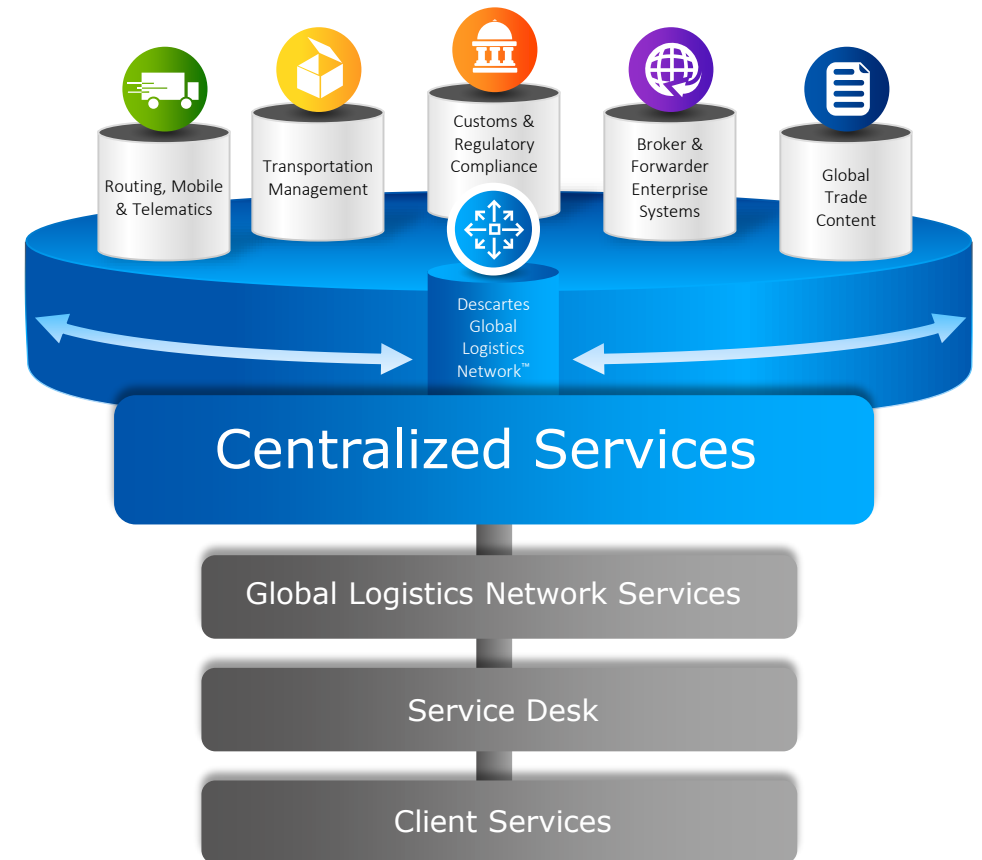 Routing, Mobile
& Telematics
Transportation
Management
Customs &
Regulatory
Compliance
Broker &
Forwarder
Enterprise
Systems
Global
Trade
Content
Descartes
Global
Logistics
Network™
Centralized Services
Global Logistics Network Services
Service Desk
Client Services